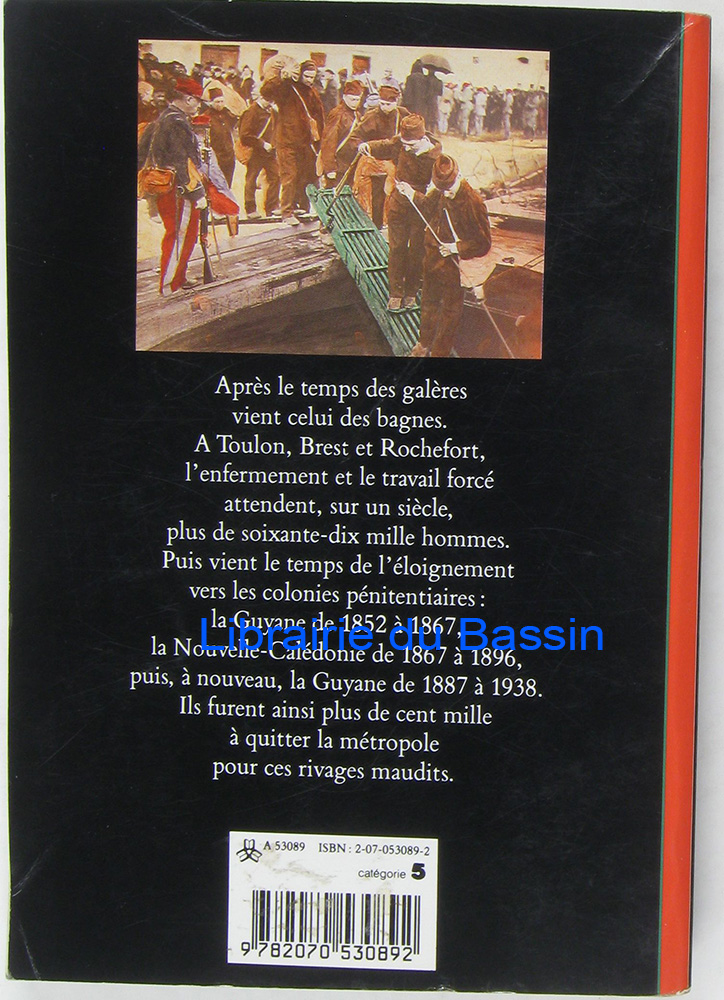 Après le temps des galères
vient celui des bagnes.
A Toulon, Brest et Rochefort,
l'enfermement et le travail forcé
attendent, sur un siècle,
plus de soixante-dix mille hommes.
Puis vient le temps de l'éloignement
vers les colonies pénitentiaires :
la Guyane de 1852 à 1867,
Librairie du Bassin
la Nouvelle-Calédonie de 1867 à 1896,
puis, à nouveau, la Guyane de 1887 à 1938.
Ils furent ainsi plus de cent mille
à quitter la métropole
pour ces rivages maudits.
A 53089 ISBN : 2-07-053089-2
catégorie 5
9 782070 530892